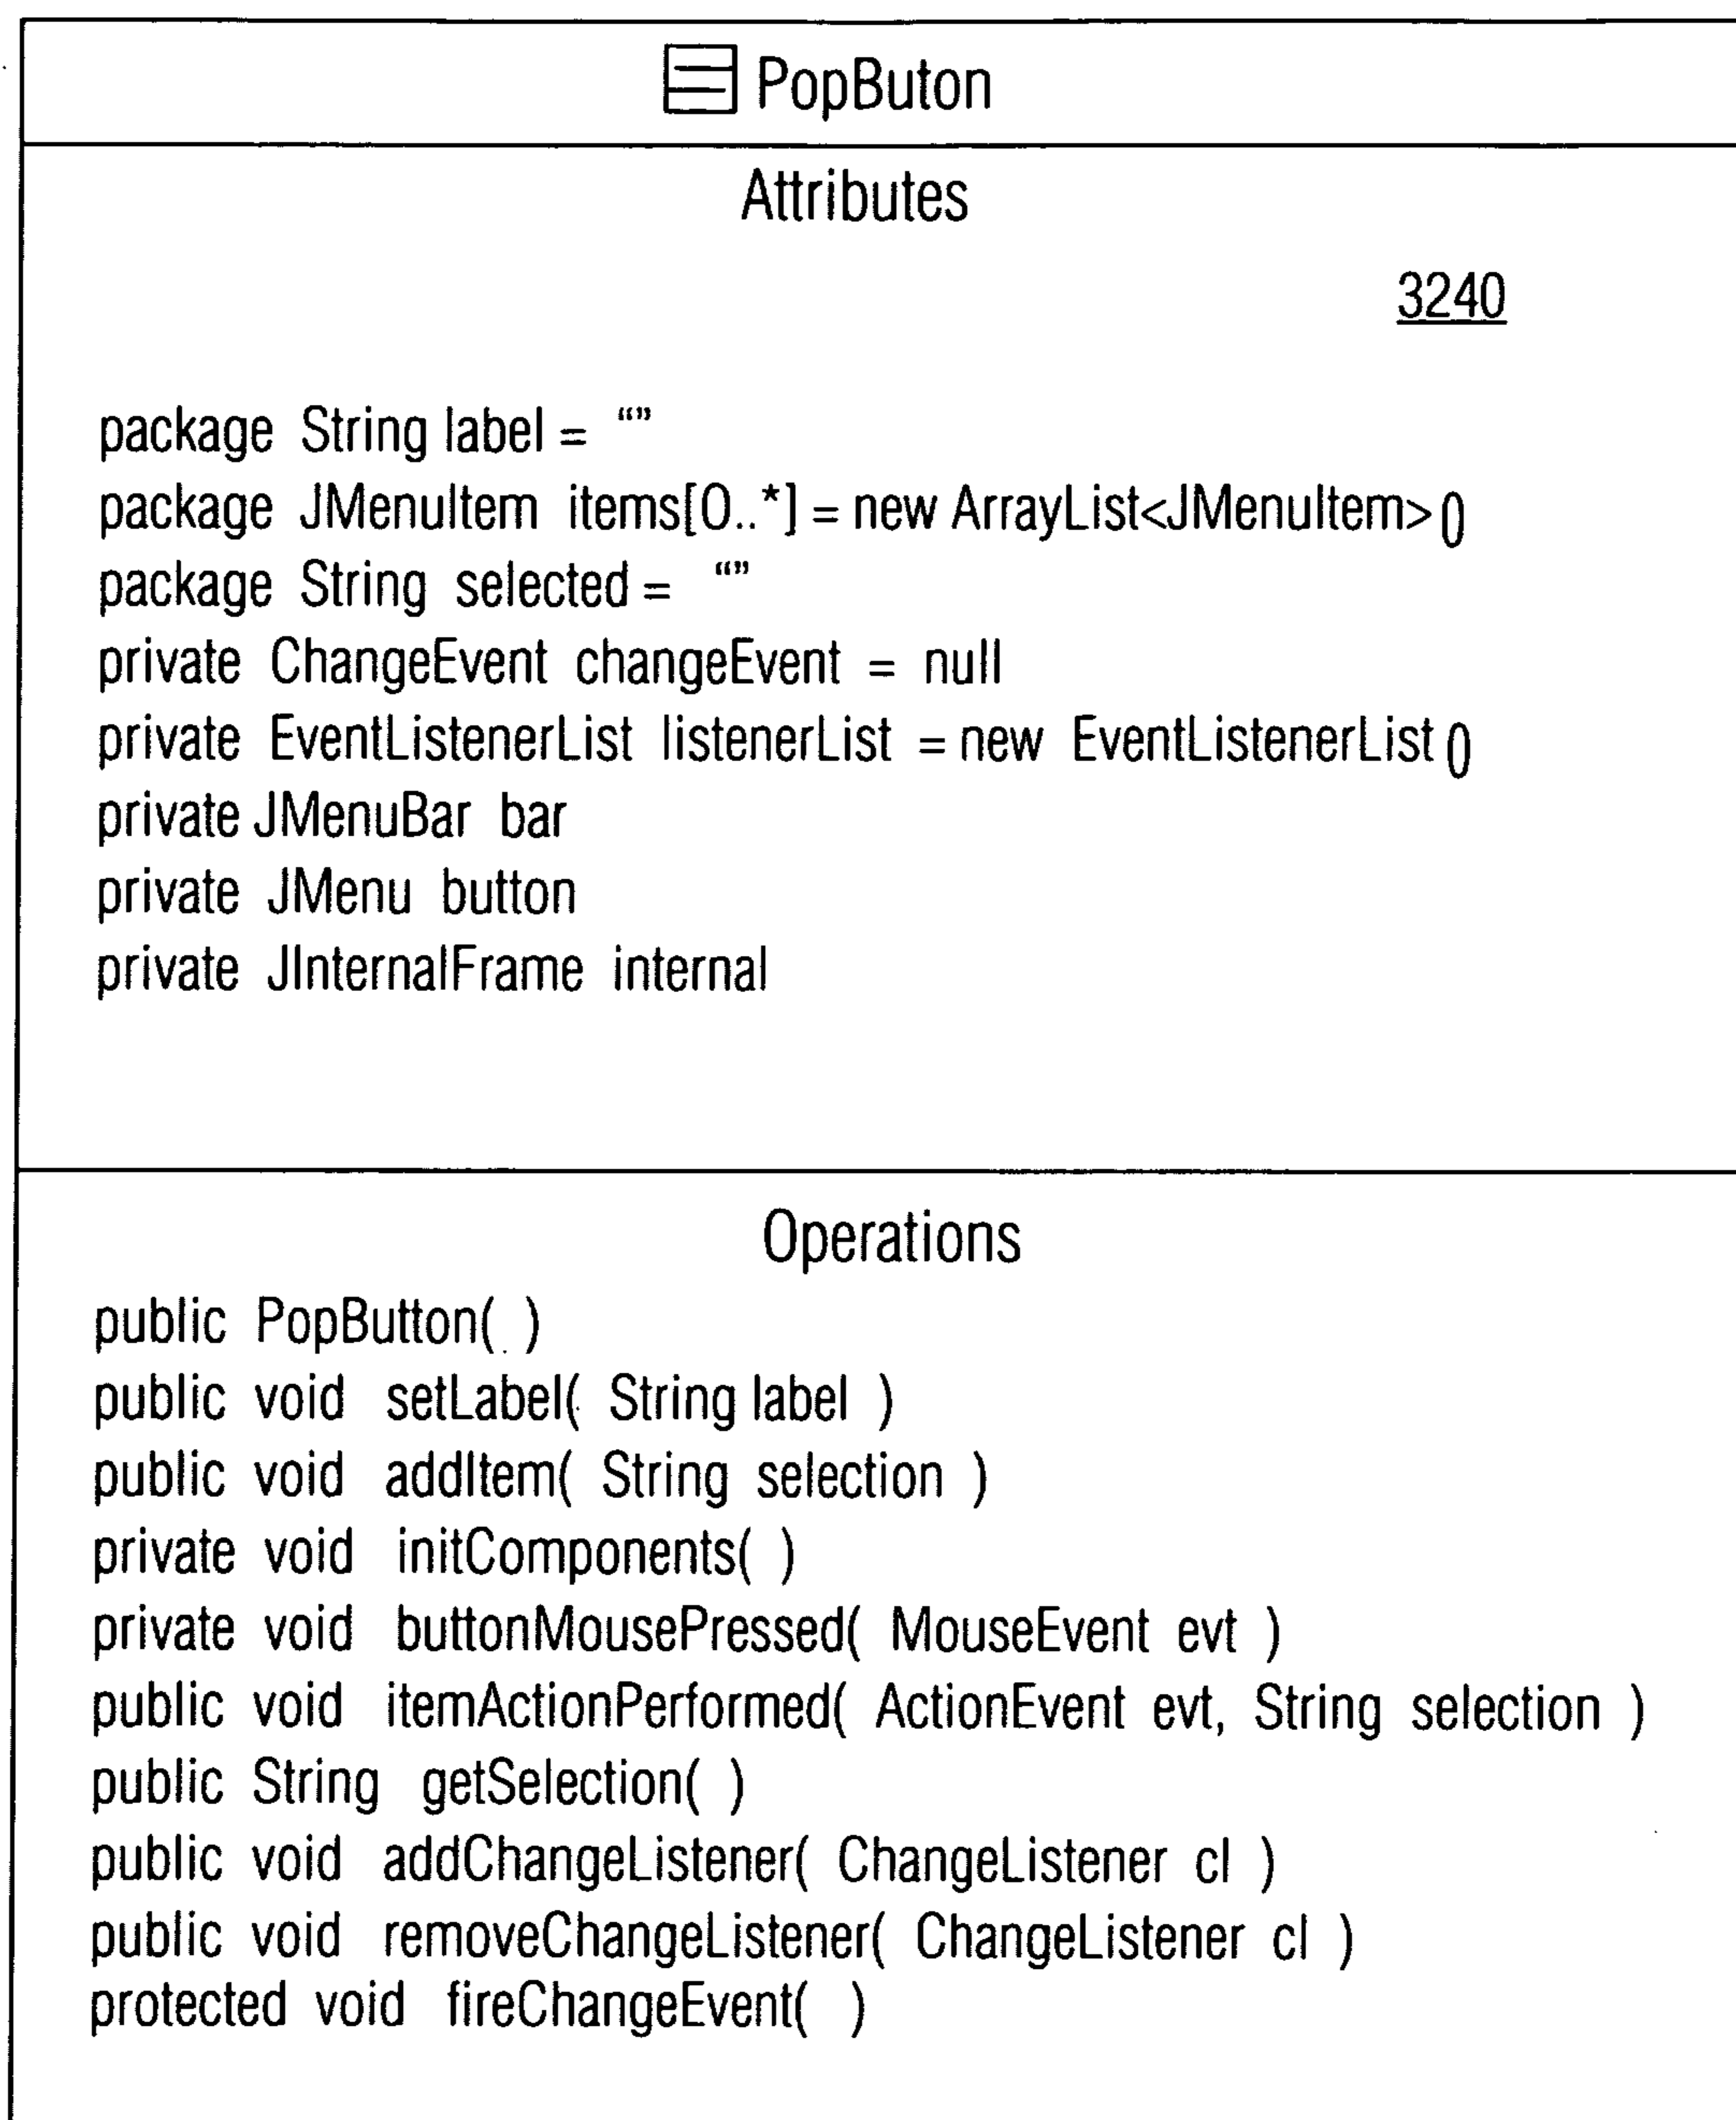 PopButon
Attributes
3240
package String label = “”
package JMenuItem items[0..*] = new ArrayList<JMenuItem>()
package String selected = “”
private ChangeEvent changeEvent = null
private EventListenerList listenerList = new EventListenerList()
private JMenuBar bar
private JMenu button
private JInternalFrame internal
Operations
public PopButton( )
public void setLabel( String label )
public void addItem( String selection )
private void initComponents( )
private void buttonMousePressed( MouseEvent evt )
public void itemActionPerformed( ActionEvent evt, String selection )
public String getSelection( )
public void addChangeListener( ChangeListener cl )
public void removeChangeListener( ChangeListener cl )
protected void fireChangeEvent( )